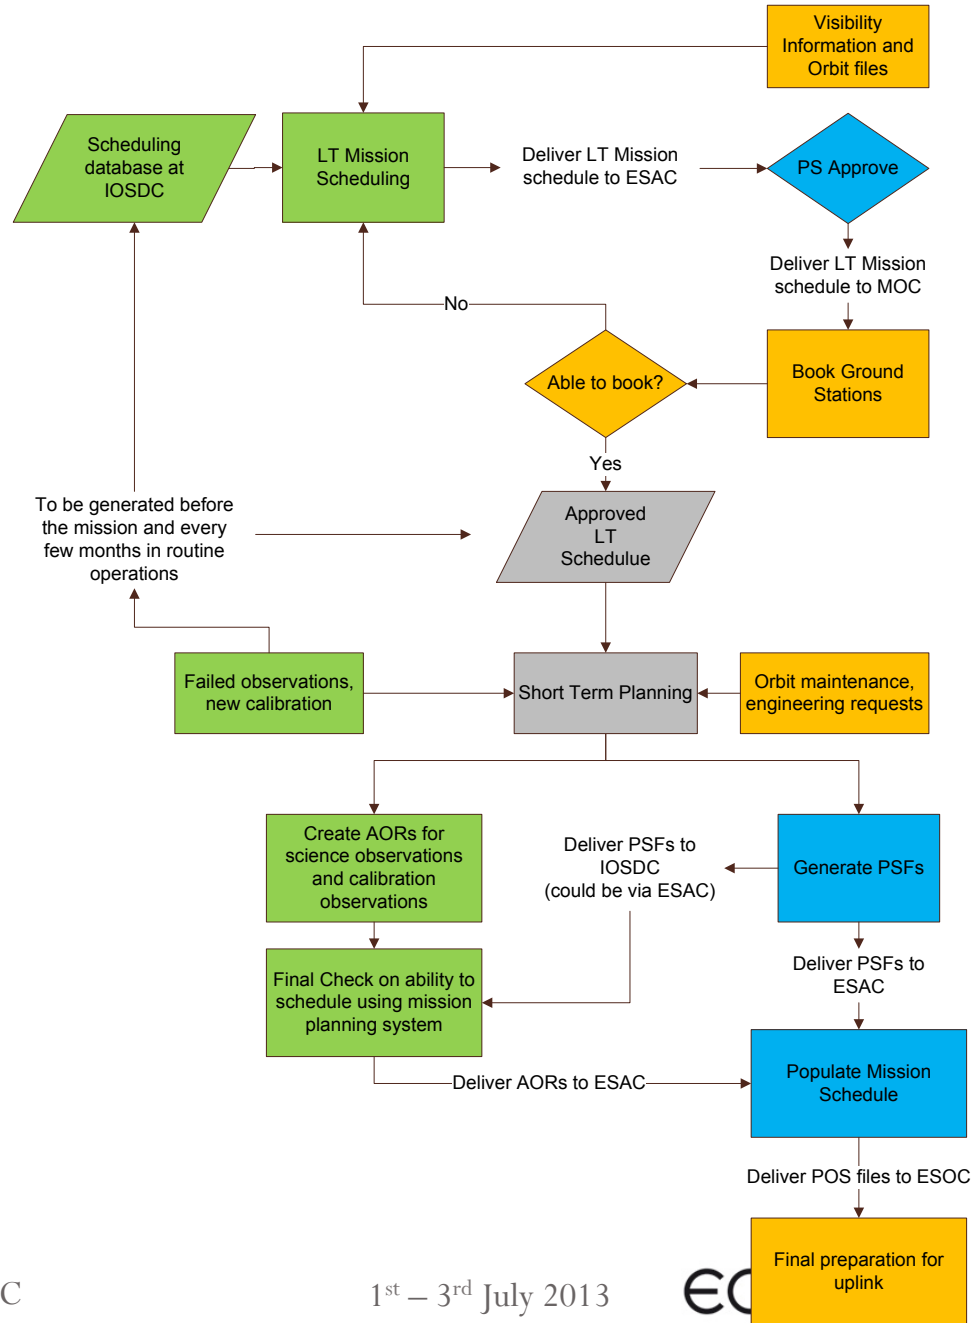 Visibility
Information and
Orbit files
Scheduling
database at
IOSDC
LT Mission
Scheduling
Deliver LT Mission
schedule to ESAC
PS Approve
Deliver LT Mission
schedule to MOC
No
Able to book?
Book Ground
Stations
Yes
To be generated before
the mission and every
few months in routine
operations
Approved
LT
Schedulue
Failed observations,
new calibration
Short Term Planning
Orbit maintenance,
engineering requests
Create AORs for
science observations
and calibration
observations
Deliver PSFs to
IOSDC
(could be via ESAC)
Generate PSFs
Deliver PSFs to
ESAC
Final Check on ability to
schedule using mission
planning system
Deliver AORs to ESAC
Populate Mission
Schedule
Deliver POS files to ESOC
Final preparation for
uplink
C
1st – 3rd July 2013